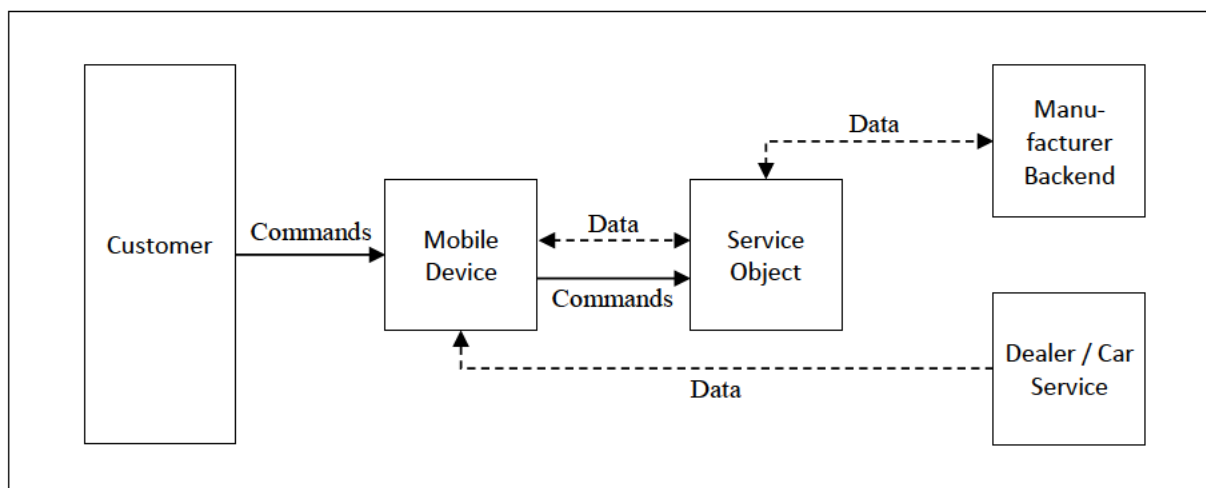 Customer
Commands
Mobile
Device
Data
Commands
Service
Object
Data
Manu-
facturer
Backend
Data
Dealer / Car
Service